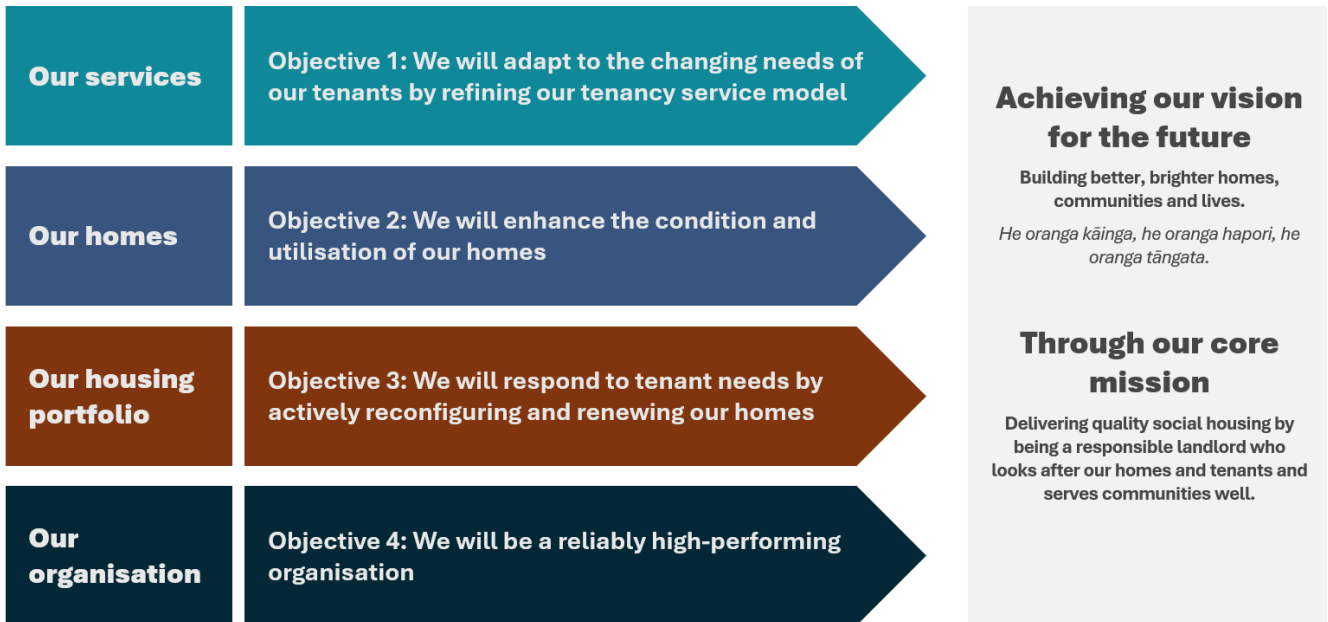 Our services
Objective 1: We will adapt to the changing needs of
our tenants by refining our tenancy service model
Our homes
Objective 2: We will enhance the condition and
utilisation of our homes
Our housing
portfolio
Objective 3: We will respond to tenant needs by
actively reconfiguring and renewing our homes
Our
organisation
Objective 4: We will be a reliably high-performing
organisation
Achieving our vision
for the future
Building better, brighter homes,
communities and lives.
He oranga kāinga, he oranga hapori, he
oranga tāngata.
Through our core
mission
Delivering quality social housing by
being a responsible landlord who
looks after our homes and tenants and
serves communities well.